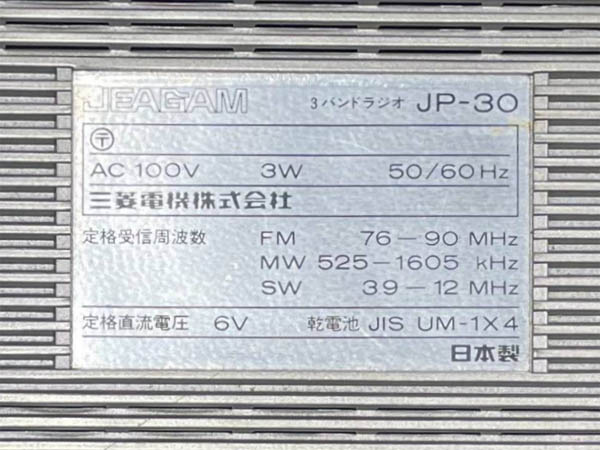 JEAGAM 3バンドラジオ JP-30
〒
AC 100V 3W 50/60Hz
三菱電機株式会社
定格受信周波数 FM 76-90 MHz
MW 525-1605 kHz
SW 3.9-12 MHz
定格直流電圧 6V 乾電池 JIS UM-1X4
日本製